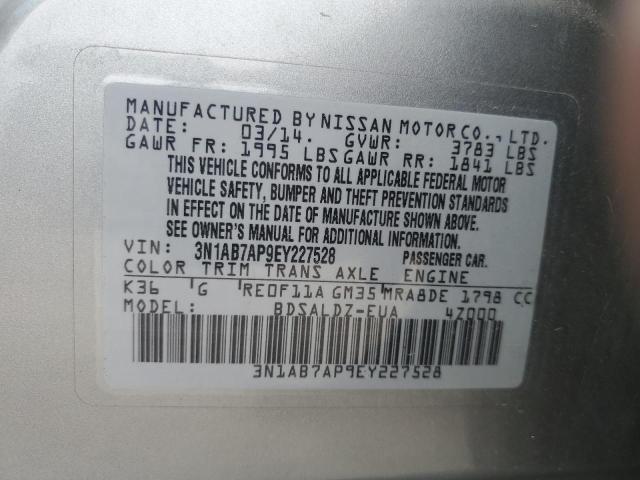 MANUFACTURED BY NISSAN MOTOR CO., LTD.
DATE: 03/14. GVWR: 3783 LBS
GAWR FR: 1995 LBS GAWR RR: 1841 LBS
THIS VEHICLE CONFORMS TO ALL APPLICABLE FEDERAL MOTOR
VEHICLE SAFETY, BUMPER AND THEFT PREVENTION STANDARDS
IN EFFECT ON THE DATE OF MANUFACTURE SHOWN ABOVE.
SEE OWNER'S MANUAL FOR ADDITIONAL INFORMATION.
VIN: 3N1AB7AP9EY227528 PASSENGER CAR.
COLOR TRIM TRANS AXLE ENGINE
K36 G RE0F11A GM35 MRA8DE 1798 CC
MODEL: BDSALDZ-EUA 4Z000
3N1AB7AP9EY227528